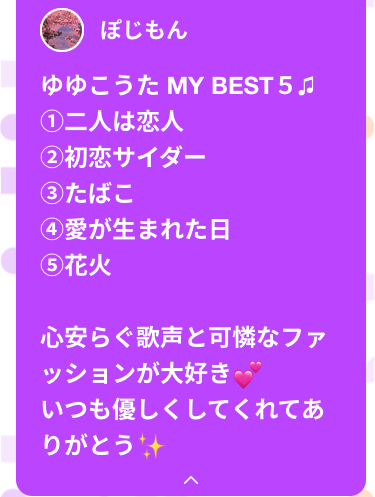 ぽじもん
ゆゆこうた MY BEST５♫
①二人は恋人
②初恋サイダー
③たばこ
④愛が生まれた日
⑤花火
心安らぐ歌声と可憐なファ
ッションが大好き💕
いつも優しくしてくれてあ
りがとう✨